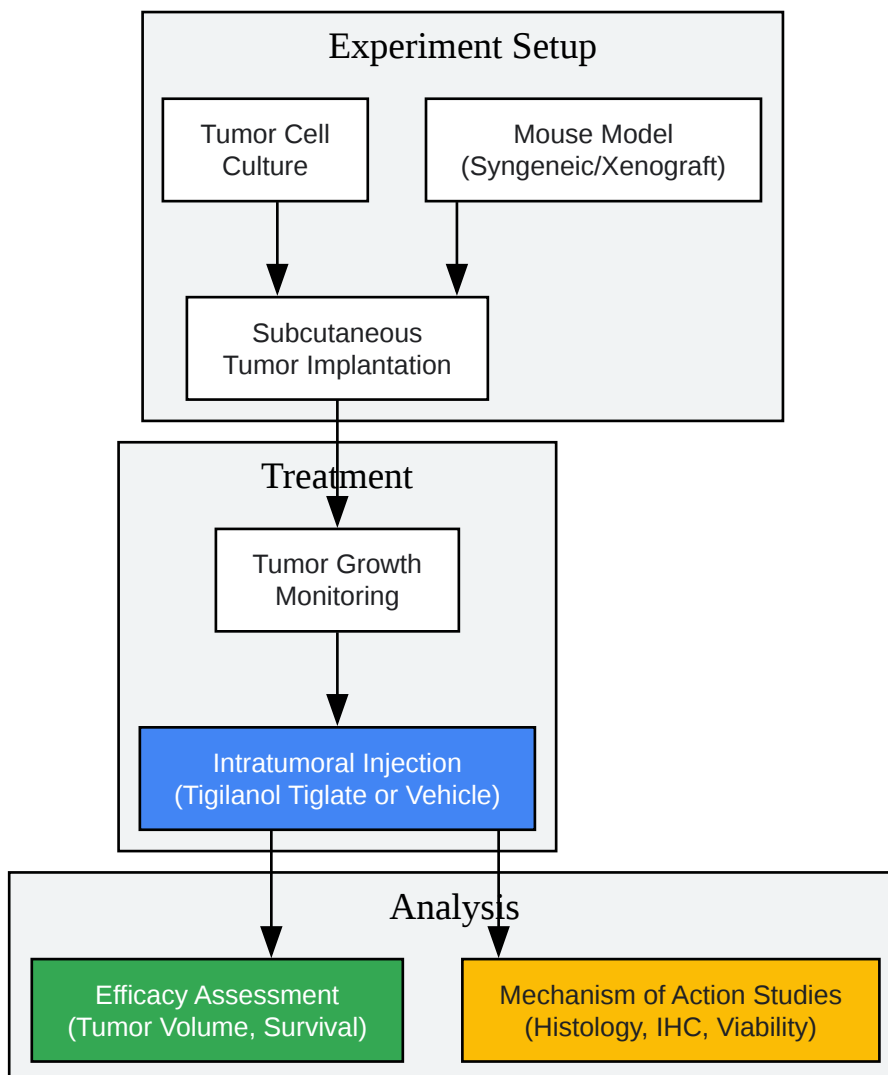 Experiment Setup
Tumor Cell
Culture
Mouse Model
(Syngeneic/Xenograft)
Subcutaneous
Tumor Implantation
Treatment
Tumor Growth
Monitoring
Intratumoral Injection
(Tigilanol Tiglate or Vehicle)
Analysis
Efficacy Assessment
(Tumor Volume, Survival)
Mechanism of Action Studies
(Histology, IHC, Viability)